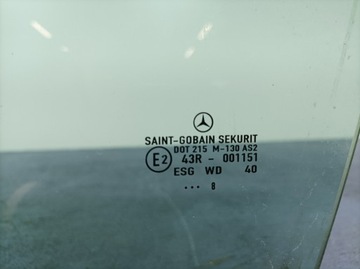 SAINT-GOBAIN SEKURIT
DOT 215 M-130 AS2
E2 43R - 001151
ESG WD 40
... 8